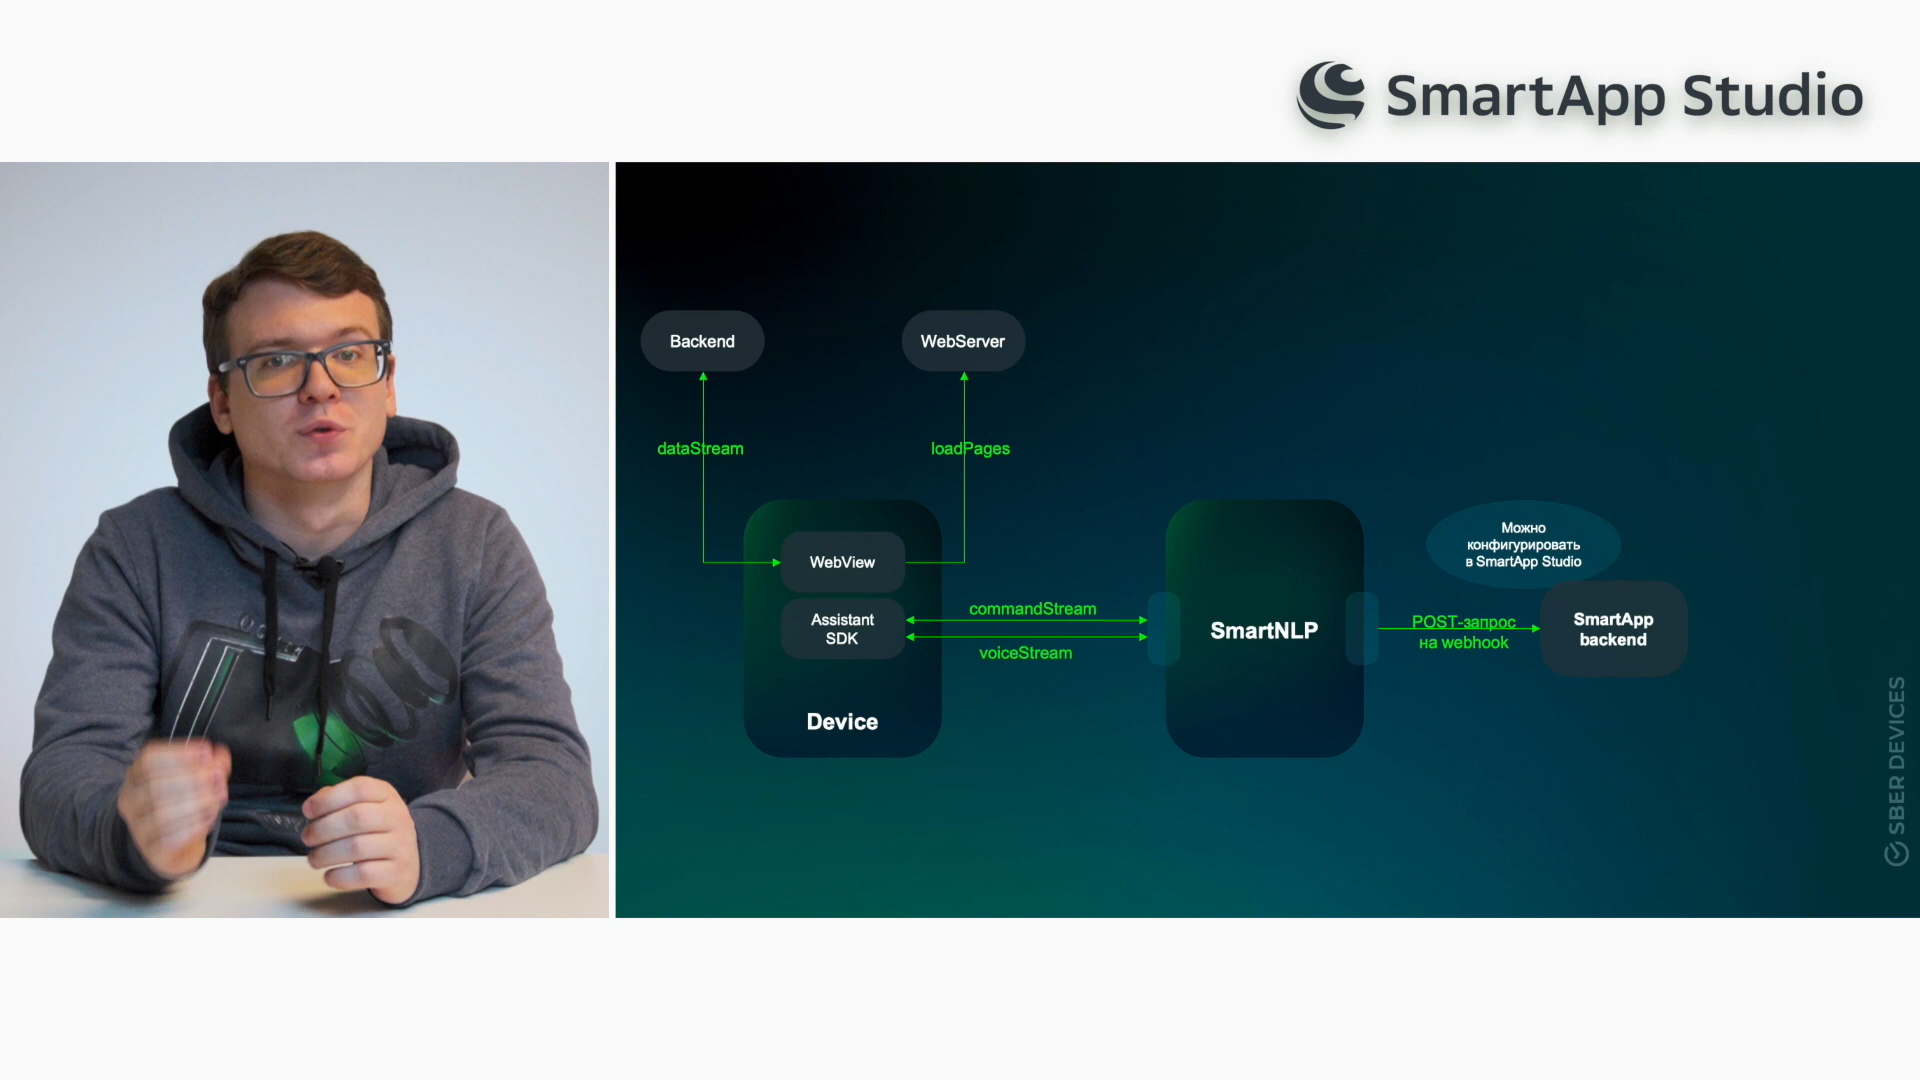 SmartApp Studio
Backend
WebServer
dataStream
loadPages
WebView
Assistant
SDK
Device
commandStream
voiceStream
SmartNLP
Можно
конфигурировать
в SmartApp Studio
POST-запрос
на webhook
SmartApp
backend
SBER DEVICES